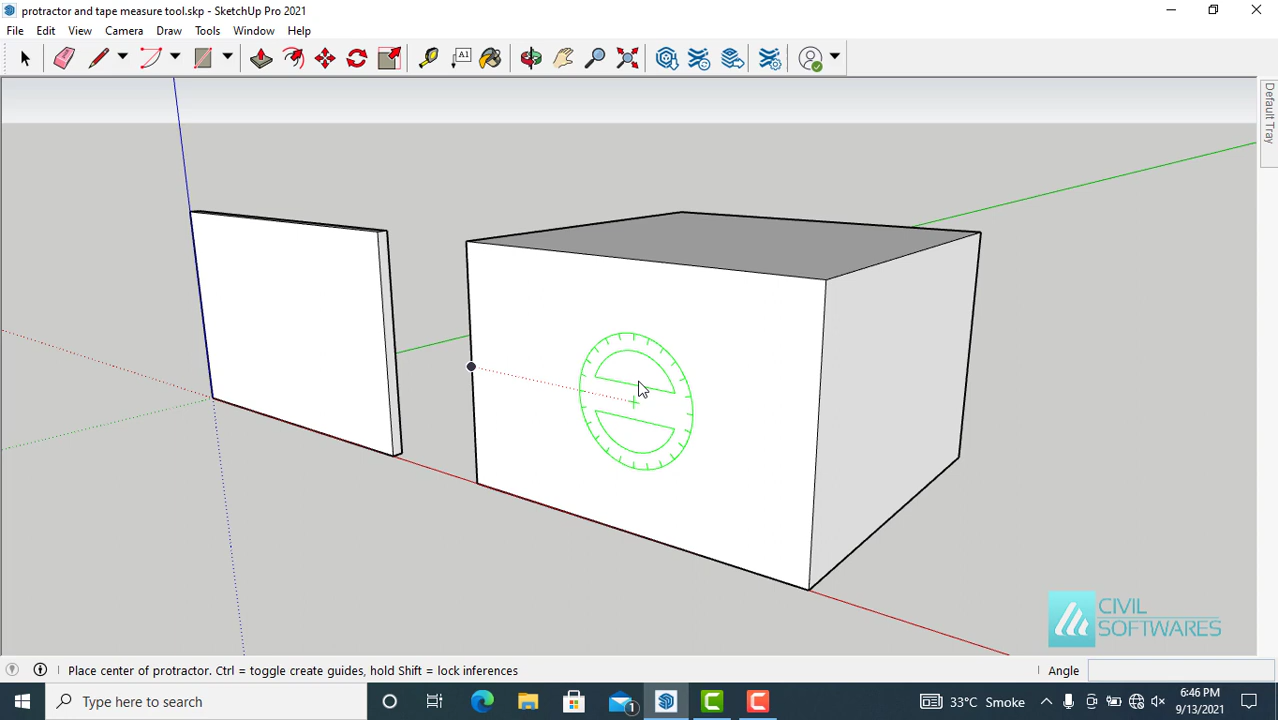 protractor and tape measure tool.skp - SketchUp Pro 2021
File Edit View Camera Draw Tools Window Help
A1
Default Tray
CIVIL
SOFTWARES
Place center of protractor. Ctrl = toggle create guides, hold Shift = lock inferences
Angle
Type here to search
1
33°C Smoke
6:46 PM
9/13/2021